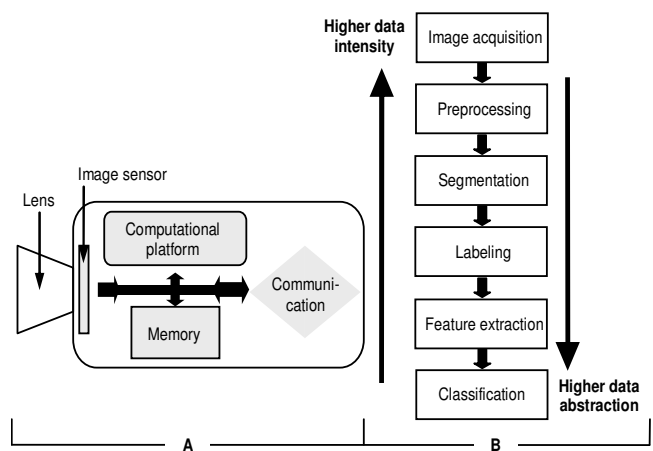 Higher data
intensity
Image acquisition
Preprocessing
Segmentation
Labeling
Feature extraction
Classification
Higher data
abstraction
Image sensor
Lens
Computational
platform
Communi-
cation
Memory
A
B